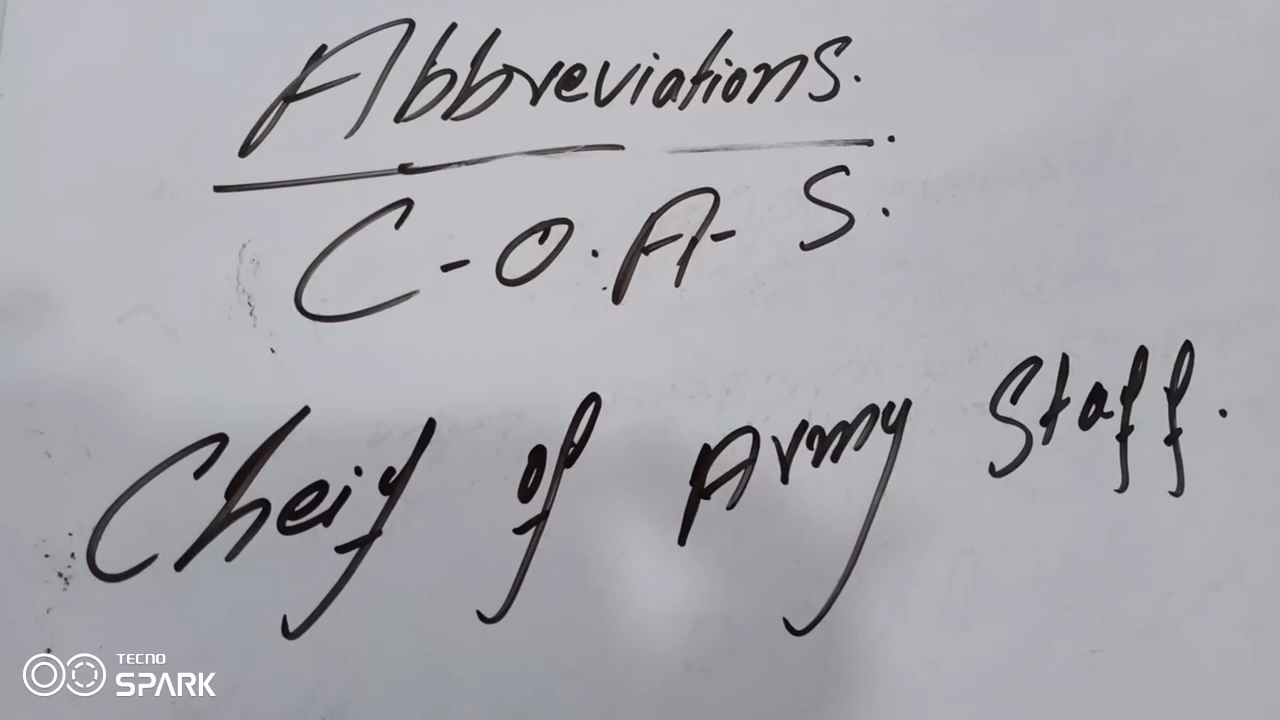 Abbreviations.
C-O.A- S.
Cheif of Army Staff.
TECNO
SPARK